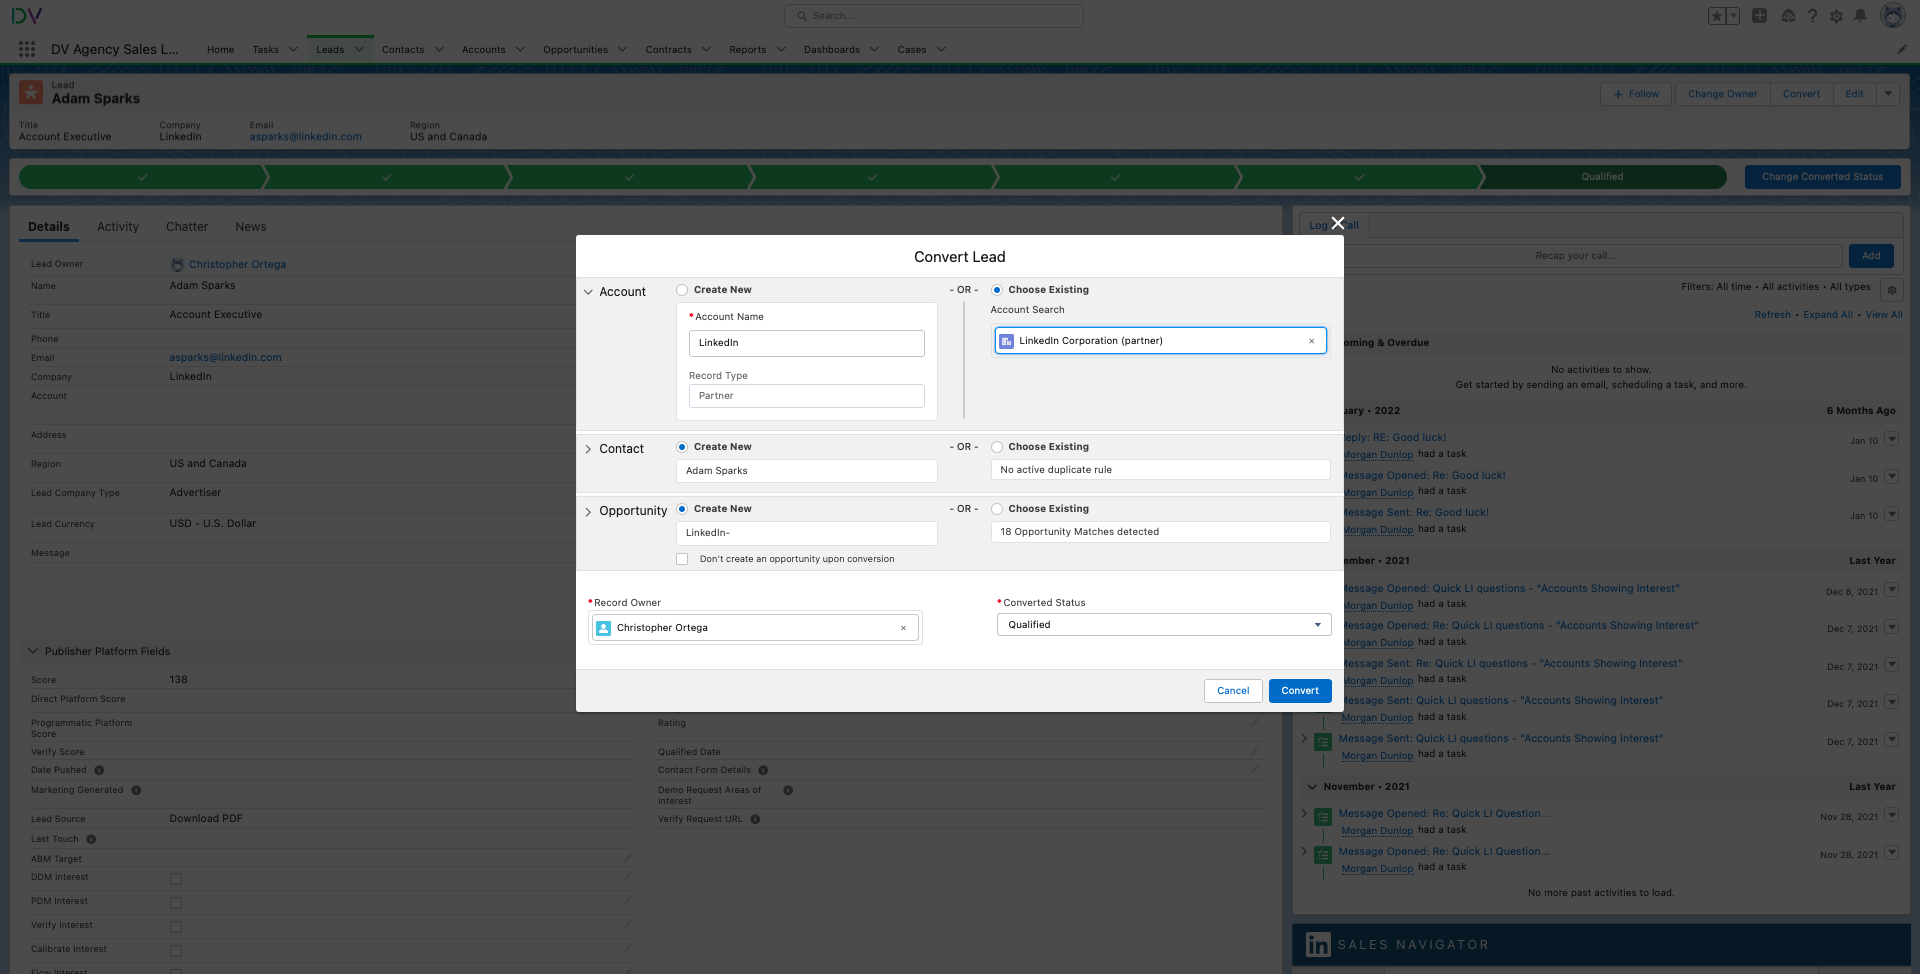 DV
Search...
DV Agency Sales L...
Home
Tasks
Leads
Contacts
Accounts
Opportunities
Contracts
Reports
Dashboards
Cases
Lead
Adam Sparks
+ Follow
Change Owner
Convert
Edit
Title
Account Executive
Company
LinkedIn
Email
asparks@linkedin.com
Region
US and Canada
Qualified
Change Converted Status
Details
Activity
Chatter
News
Lead Owner
Christopher Ortega
Name
Adam Sparks
Title
Account Executive
Phone
Email
asparks@linkedin.com
Company
LinkedIn
Account
Address
Region
US and Canada
Lead Company Type
Advertiser
Lead Currency
USD - U.S. Dollar
Message
Publisher Platform Fields
Score
138
Direct Platform Score
Programmatic Platform
Score
Verify Score
Date Pushed
Marketing Generated
Lead Source
Download PDF
Last Touch
ABM Target
DDM Interest
PDM Interest
Verify Interest
Calibrate Interest
Flow Interest
Rating
Qualified Date
Contact Form Details
Demo Request Areas of
Interest
Verify Request URL
Convert Lead
Account
Create New
- OR -
Choose Existing
*Account Name
LinkedIn
Record Type
Partner
Account Search
LinkedIn Corporation (partner)
Contact
Create New
- OR -
Choose Existing
Adam Sparks
No active duplicate rule
Opportunity
Create New
- OR -
Choose Existing
LinkedIn-
18 Opportunity Matches detected
Don't create an opportunity upon conversion
*Record Owner
Christopher Ortega
*Converted Status
Qualified
Cancel
Convert
Log
Call
Recap your call...
Add
Filters: All time • All activities • All types
Refresh • Expand All • View All
oming & Overdue
No activities to show.
Get started by sending an email, scheduling a task, and more.
uary • 2022
6 Months Ago
eply: RE: Good luck!
Jan 10
Morgan Dunlop had a task
Message Opened: Re: Good luck!
Jan 10
Morgan Dunlop had a task
Message Sent: Re: Good luck!
Jan 10
Morgan Dunlop had a task
ember • 2021
Last Year
Message Opened: Quick LI questions - "Accounts Showing Interest"
Dec 8, 2021
Morgan Dunlop had a task
Message Opened: Re: Quick LI questions - "Accounts Showing Interest"
Dec 7, 2021
Morgan Dunlop had a task
Message Sent: Re: Quick LI questions - "Accounts Showing Interest"
Dec 7, 2021
Morgan Dunlop had a task
Message Sent: Quick LI questions - "Accounts Showing Interest"
Dec 7, 2021
Morgan Dunlop had a task
Message Sent: Quick LI questions - "Accounts Showing Interest"
Dec 7, 2021
Morgan Dunlop had a task
November • 2021
Last Year
Message Opened: Re: Quick LI Question...
Nov 28, 2021
Morgan Dunlop had a task
Message Opened: Re: Quick LI Question...
Nov 28, 2021
Morgan Dunlop had a task
No more past activities to load.
in SALES NAVIGATOR